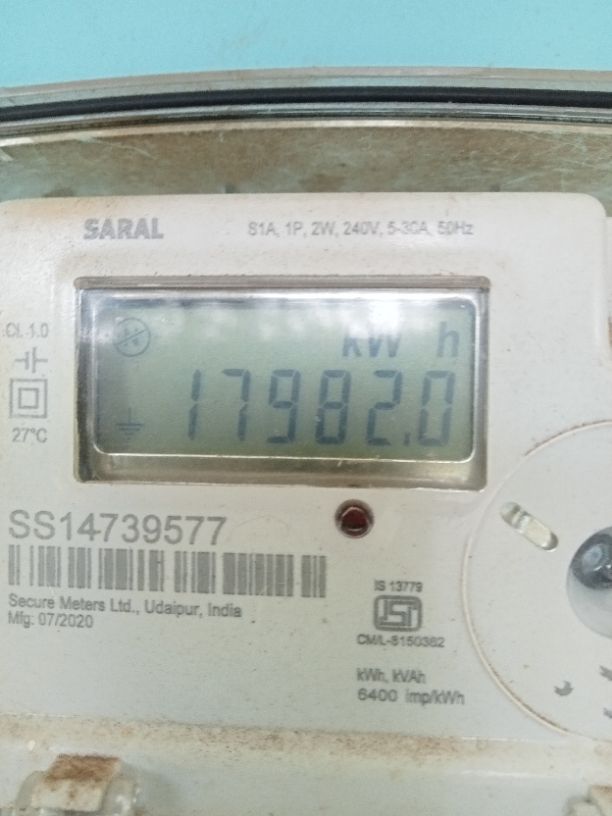 SARAL
S1A, 1P, 2W, 240V, 5-30A, 50Hz
kW h
17982.0
Cl. 1.0
27°C
SS14739577
Secure Meters Ltd., Udaipur, India
Mfg: 07/2020
IS 13779
CM/L-8150362
kWh, kVAh
6400 imp/kWh